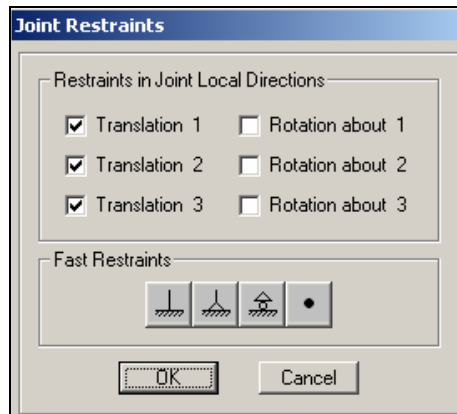 Joint Restraints
Restraints in Joint Local Directions
Translation 1 Rotation about 1
Translation 2 Rotation about 2
Translation 3 Rotation about 3
Fast Restraints
OK Cancel